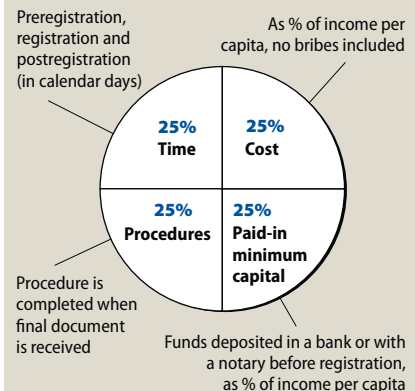 Preregistration,
registration and
postregistration
(in calendar days)
As % of income per
capita, no bribes included
25%
Time
25%
Cost
25%
Procedures
25%
Paid-in
minimum
capital
Procedure is
completed when
final document
is received
Funds deposited in a bank or with
a notary before registration,
as % of income per capita